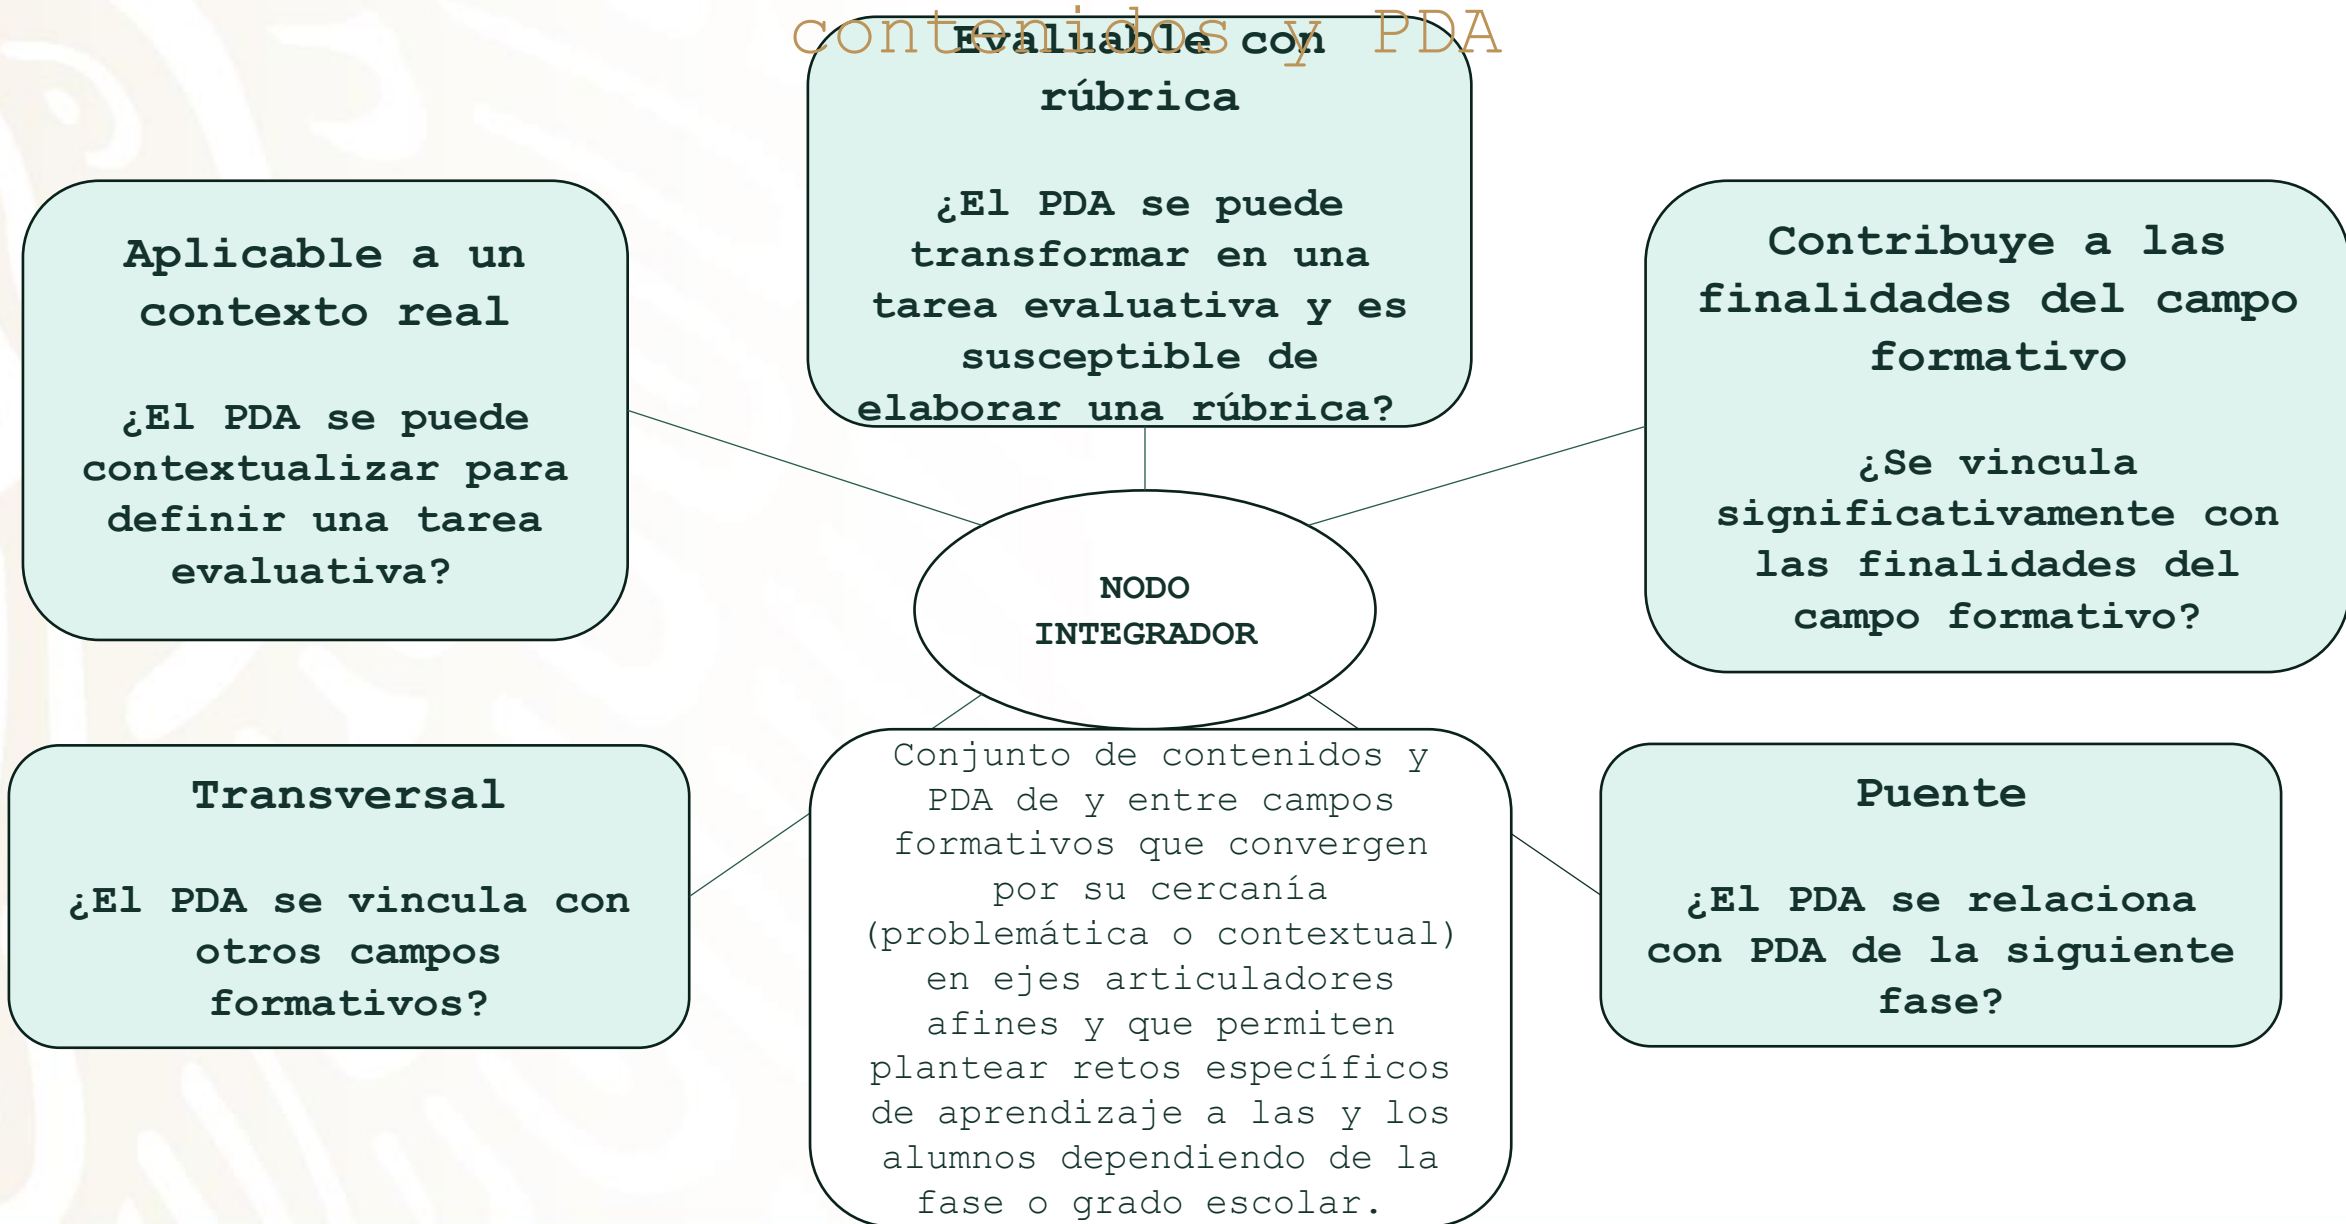 contenidos y PDA
Evaluable con
rúbrica
¿El PDA se puede
transformar en una
tarea evaluativa y es
susceptible de
elaborar una rúbrica?
Aplicable a un
contexto real
¿El PDA se puede
contextualizar para
definir una tarea
evaluativa?
Contribuye a las
finalidades del campo
formativo
¿Se vincula
significativamente con
las finalidades del
campo formativo?
NODO
INTEGRADOR
Transversal
¿El PDA se vincula con
otros campos
formativos?
Conjunto de contenidos y
PDA de y entre campos
formativos que convergen
por su cercanía
(problemática o contextual)
en ejes articuladores
afines y que permiten
plantear retos específicos
de aprendizaje a las y los
alumnos dependiendo de la
fase o grado escolar.
Puente
¿El PDA se relaciona
con PDA de la siguiente
fase?